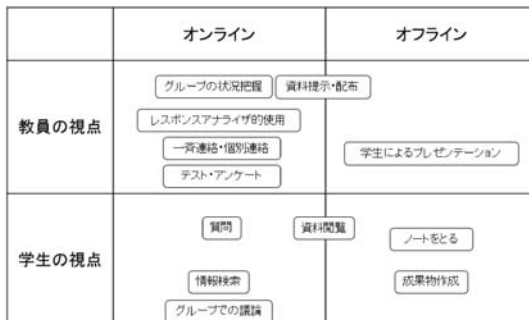 オンライン
オフライン
教員の視点
グループの状況把握
資料提示・配布
レスポンスアナライザ的使用
一斉連絡・個別連絡
学生によるプレゼンテーション
テスト・アンケート
学生の視点
質問
資料閲覧
ノートをとる
情報検索
成果物作成
グループでの議論